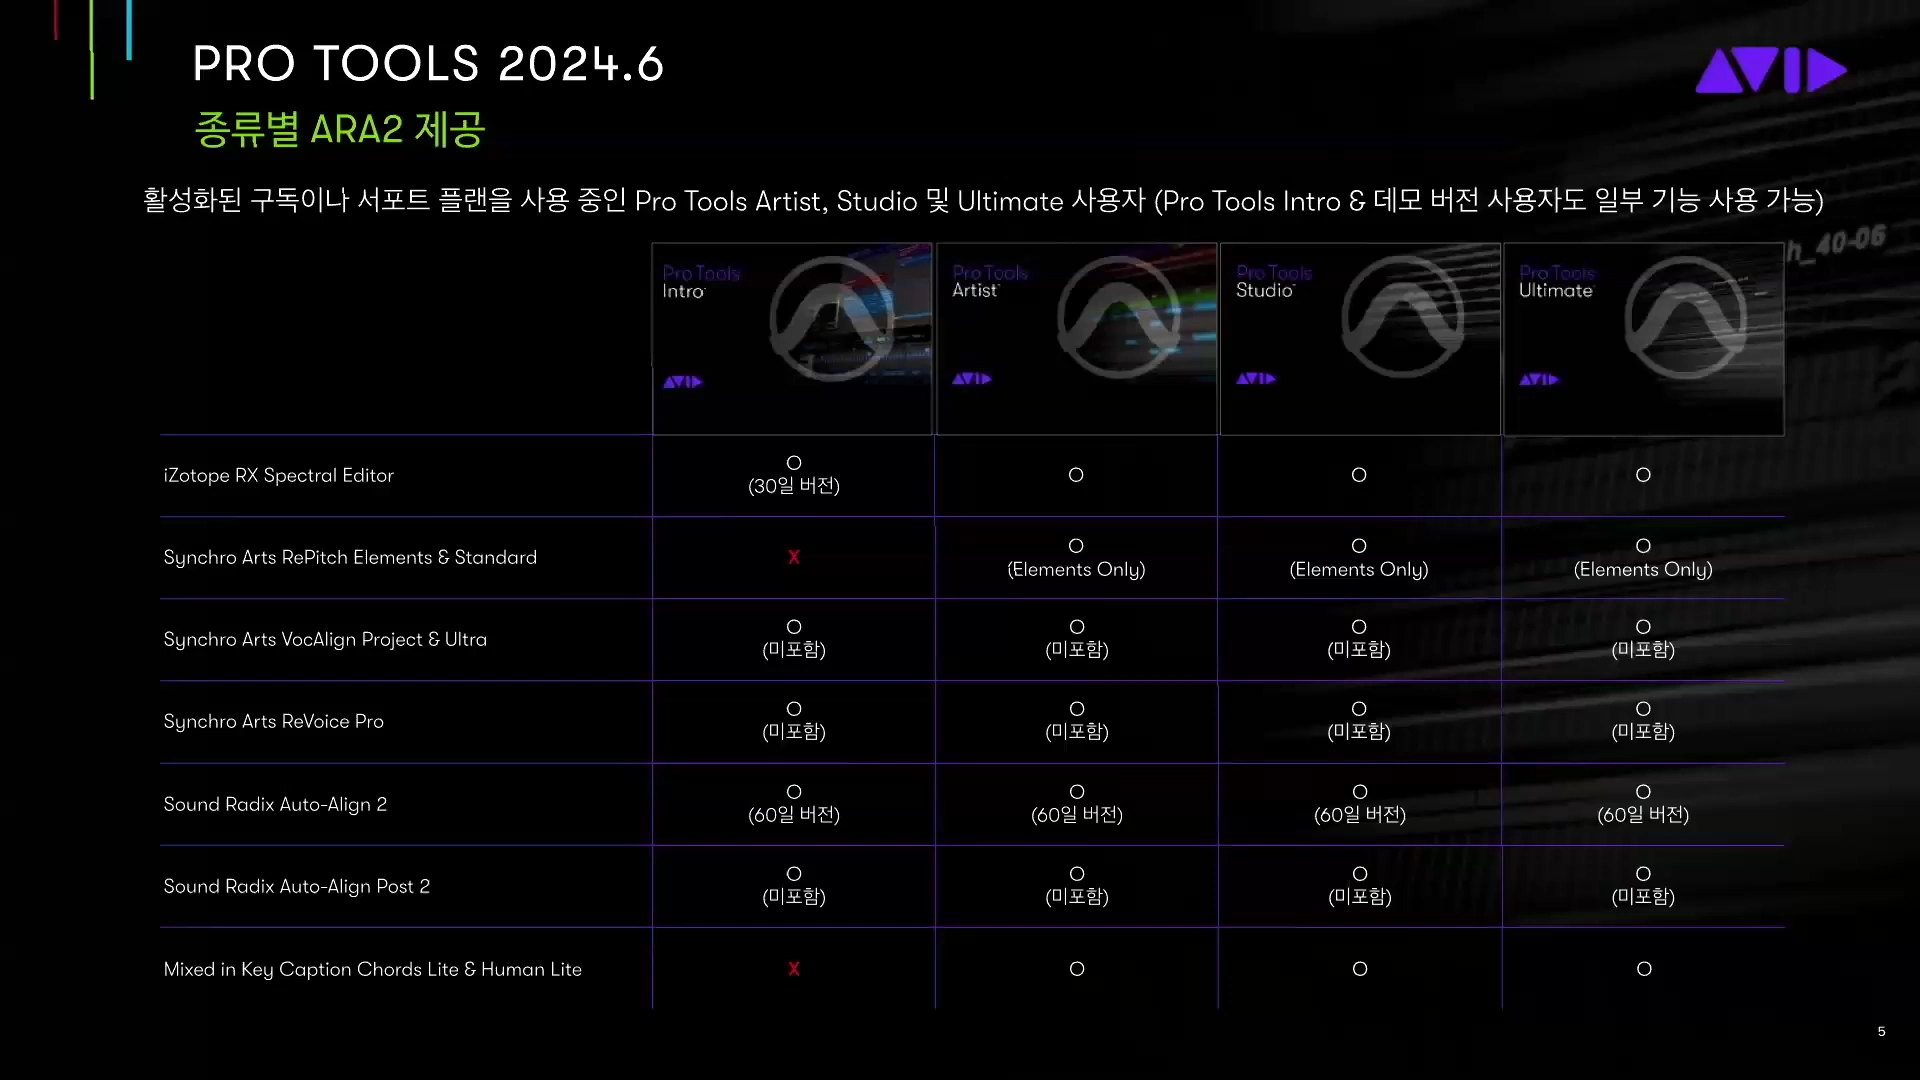 PRO TOOLS 2024.6
AVID
종류별 ARA2 제공
활성화된 구독이나 서포트 플랜을 사용 중인 Pro Tools Artist, Studio 및 Ultimate 사용자 (Pro Tools Intro & 데모 버전 사용자도 일부 기능 사용 가능)
h_40-06
Pro Tools
Intro
AVID
Pro Tools
Artist
AVID
Pro Tools
Studio
AVID
Pro Tools
Ultimate
AVID
iZotope RX Spectral Editor
O
(30일 버전)
O
O
O
Synchro Arts RePitch Elements & Standard
X
O
(Elements Only)
O
(Elements Only)
O
(Elements Only)
Synchro Arts VocAlign Project & Ultra
O
(미포함)
O
(미포함)
O
(미포함)
O
(미포함)
Synchro Arts ReVoice Pro
O
(미포함)
O
(미포함)
O
(미포함)
O
(미포함)
Sound Radix Auto-Align 2
O
(60일 버전)
O
(60일 버전)
O
(60일 버전)
O
(60일 버전)
Sound Radix Auto-Align Post 2
O
(미포함)
O
(미포함)
O
(미포함)
O
(미포함)
Mixed in Key Caption Chords Lite & Human Lite
X
O
O
O
5